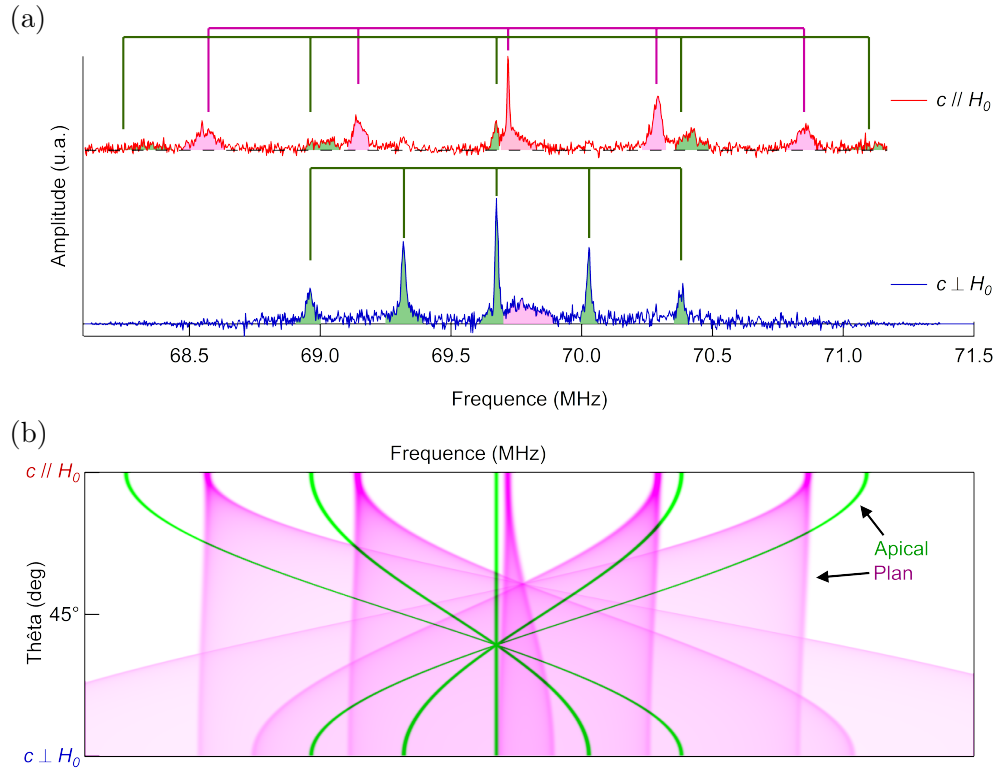 (a)
c // H0
Amplitude (u.a.)
c ⊥ H0
68.5 69.0 69.5 70.0 70.5 71.0 71.5
Frequence (MHz)
(b)
Frequence (MHz)
c // H0
Apical
Plan
Thêta (deg)
45°
c ⊥ H0